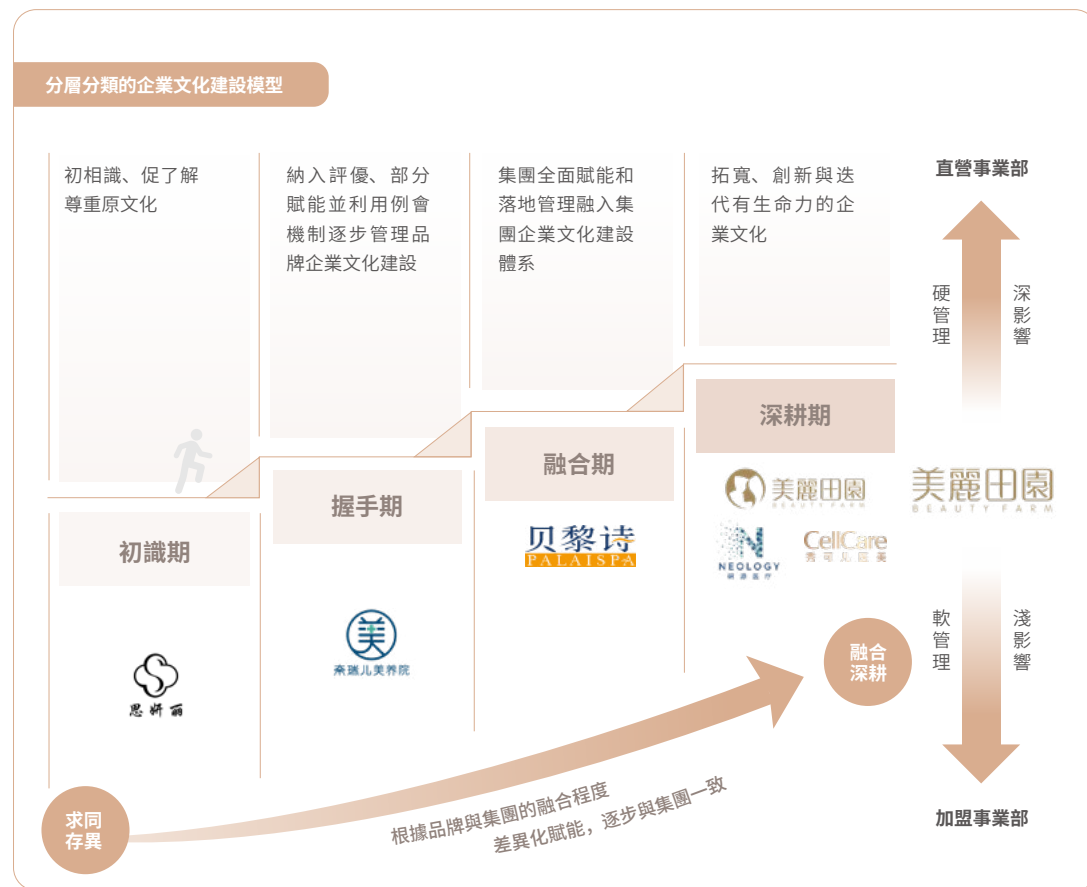 分層分類的企業文化建設模型
初相識、促了解
尊重原文化
納入評優、部分
賦能並利用例會
機制逐步管理品
牌企業文化建設
集團全面賦能和
落地管理融入集
團企業文化建設
體系
拓寬、創新與迭
代有生命力的企
業文化
直營事業部
硬管理
深影響
初識期
握手期
融合期
深耕期
思妍丽
美
奈瑞儿美养院
贝黎诗
PALAISPA
美麗田園
BEAUTY FARM
NEOLOGY
研源医疗
CellCare
美麗田園
BEAUTY FARM
軟管理
淺影響
加盟事業部
求同
存異
根據品牌與集團的融合程度
差異化賦能，逐步與集團一致
融合
深耕